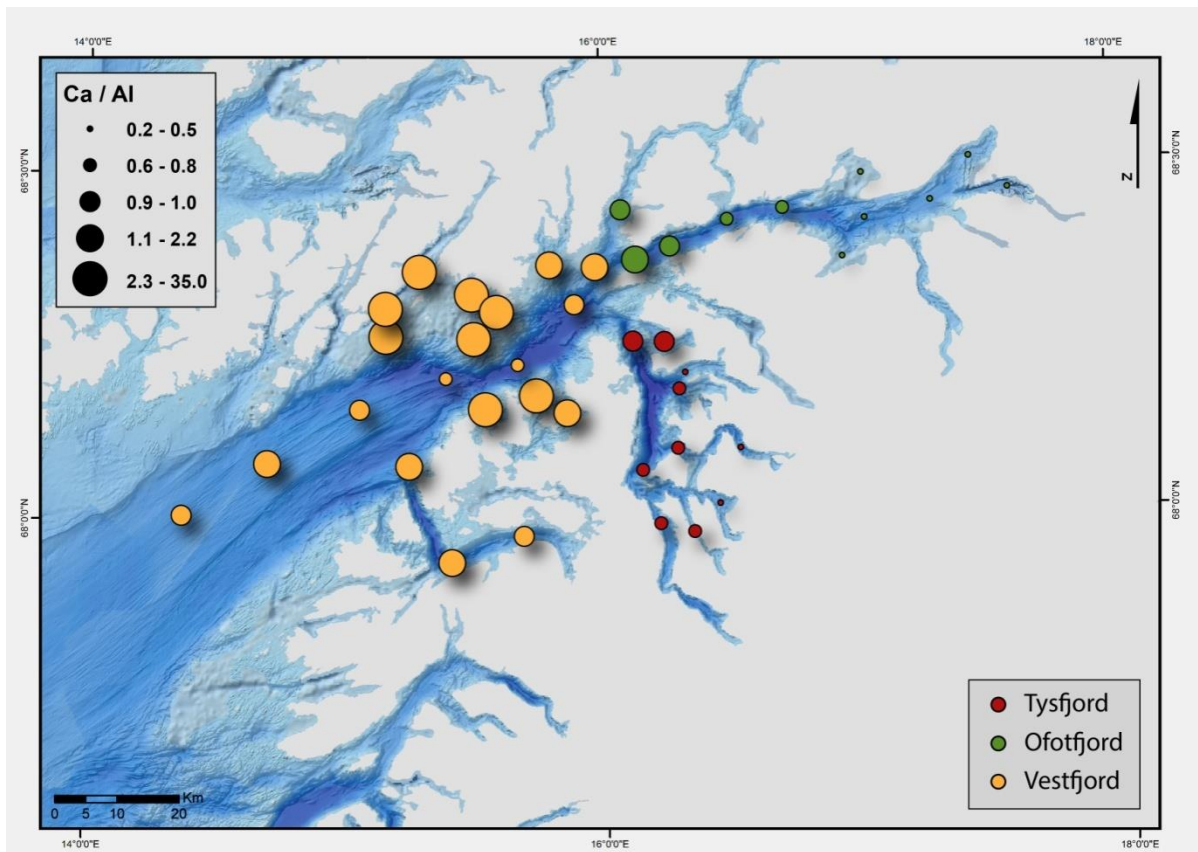 14°0'0"E 16°0'0"E 18°0'0"E
Ca / Al
0.2 - 0.5
0.6 - 0.8
0.9 - 1.0
1.1 - 2.2
2.3 - 35.0
N
68°30'0"N
68°30'0"N
68°0'0"N
68°0'0"N
Tysfjord
Ofotfjord
Vestfjord
Km
0 5 10 20
14°0'0"E 16°0'0"E 18°0'0"E